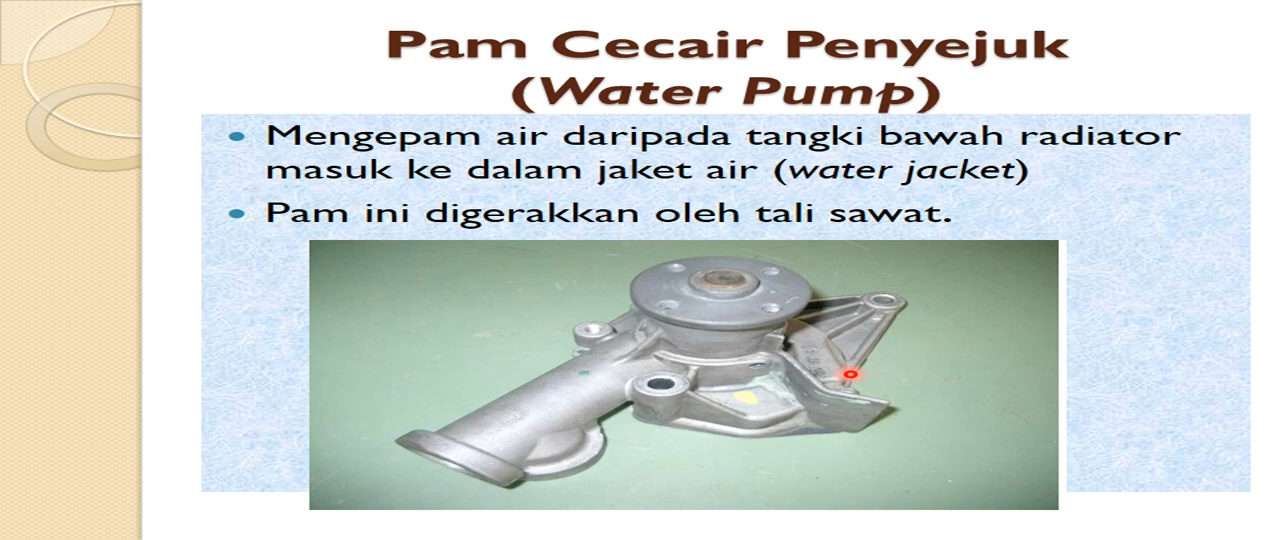 Pam Cecair Penyejuk
(Water Pump)
Mengepam air daripada tangki bawah radiator
masuk ke dalam jaket air (water jacket)
Pam ini digerakkan oleh tali sawat.